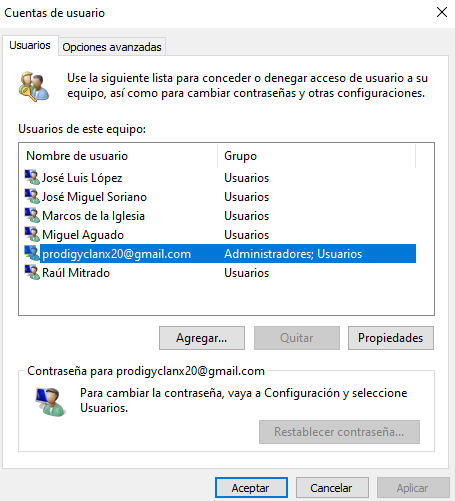 Cuentas de usuario
Usuarios
Opciones avanzadas
Use la siguiente lista para conceder o denegar acceso de usuario a su
equipo, así como para cambiar contraseñas y otras configuraciones.
Usuarios de este equipo:
Nombre de usuario Grupo
José Luis López Usuarios
José Miguel Soriano Usuarios
Marcos de la Iglesia Usuarios
Miguel Aguado Usuarios
prodigyclanx20@gmail.com Administradores; Usuarios
Raúl Mitrado Usuarios
Agregar... Quitar Propiedades
Contraseña para prodigyclanx20@gmail.com
Para cambiar la contraseña, vaya a Configuración y seleccione
Usuarios.
Restablecer contraseña...
Aceptar Cancelar Aplicar